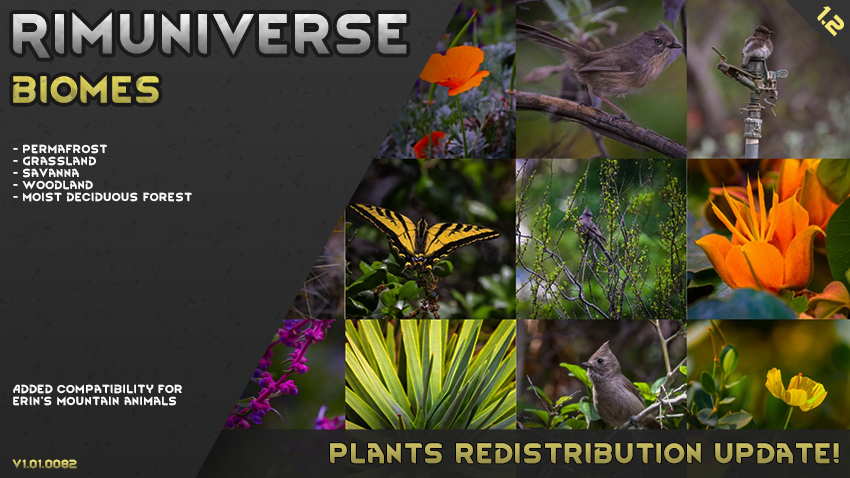 RIMUNIVERSE
BIOMES
1.2
- PERMAFROST
- GRASSLAND
- SAVANNA
- WOODLAND
- MOIST DECIDUOUS FOREST
ADDED COMPATIBILITY FOR
ERIN'S MOUNTAIN ANIMALS
PLANTS REDISTRIBUTION UPDATE!
V1.01.0082